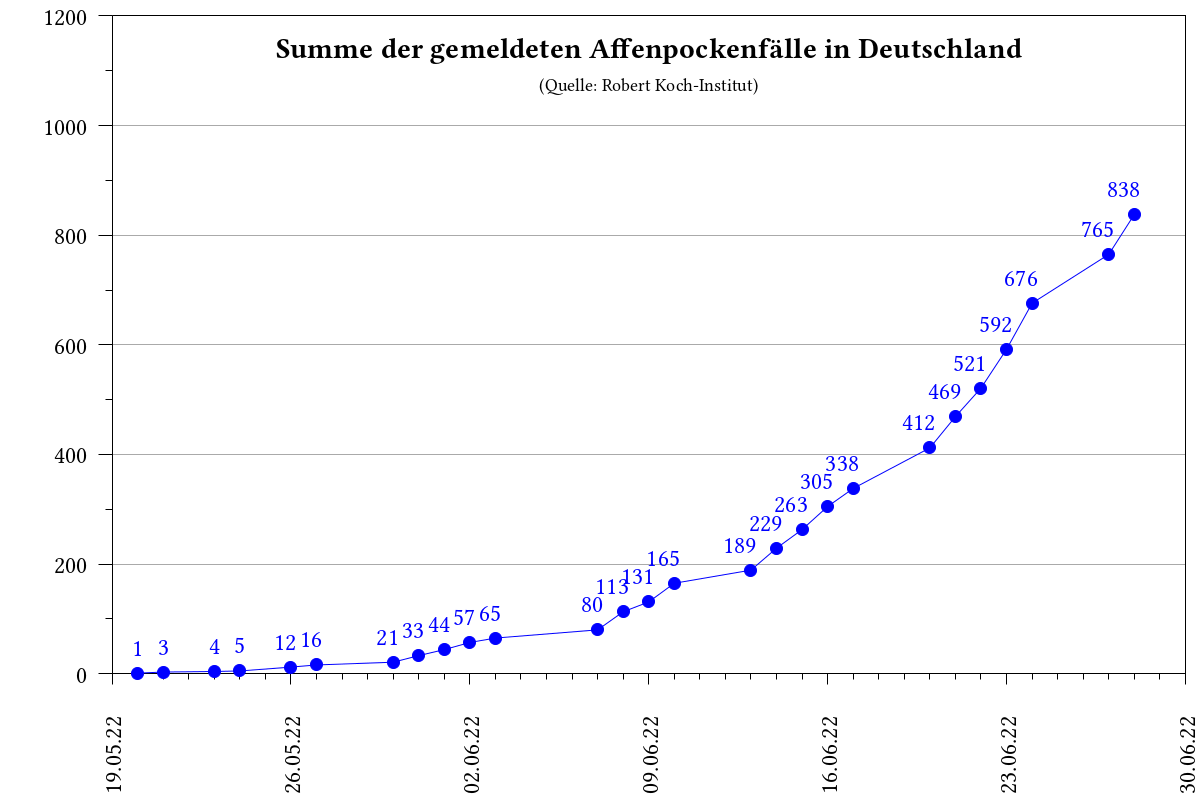 Summe der gemeldeten Affenpockenfälle in Deutschland
(Quelle: Robert Koch-Institut)
1200
1000
800
600
400
200
0
1 3 4 5 12 16 21 33 44 57 65 80 113 131 165 189 229 263 305 338 412 469 521 592 676 765 838
19.05.22 26.05.22 02.06.22 09.06.22 16.06.22 23.06.22 30.06.22